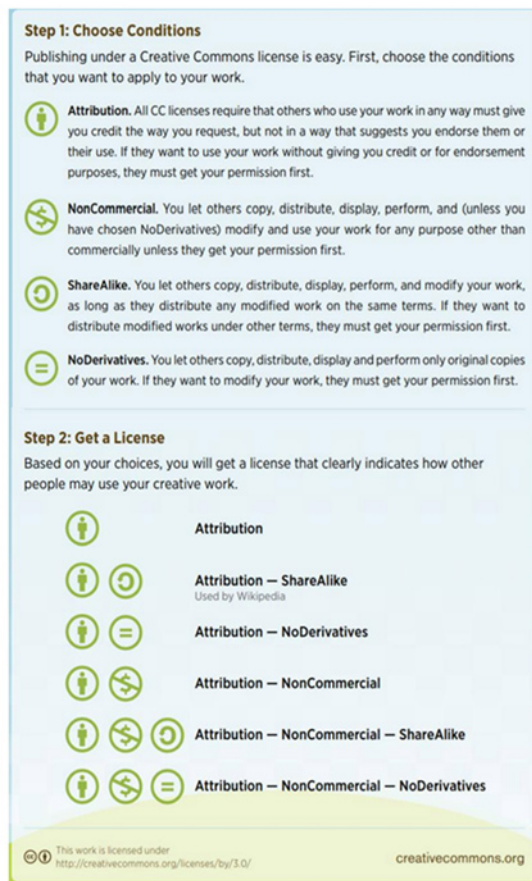 Step 1: Choose Conditions
Publishing under a Creative Commons license is easy. First, choose the conditions
that you want to apply to your work.
Attribution. All CC licenses require that others who use your work in any way must give
you credit the way you request, but not in a way that suggests you endorse them or
their use. If they want to use your work without giving you credit or for endorsement
purposes, they must get your permission first.
NonCommercial. You let others copy, distribute, display, perform, and (unless you
have chosen NoDerivatives) modify and use your work for any purpose other than
commercially unless they get your permission first.
ShareAlike. You let others copy, distribute, display, perform, and modify your work,
as long as they distribute any modified work on the same terms. If they want to
distribute modified works under other terms, they must get your permission first.
NoDerivatives. You let others copy, distribute, display and perform only original copies
of your work. If they want to modify your work, they must get your permission first.
Step 2: Get a License
Based on your choices, you will get a license that clearly indicates how other
people may use your creative work.
Attribution
Attribution — ShareAlike
Used by Wikipedia
Attribution — NoDerivatives
Attribution — NonCommercial
Attribution — NonCommercial — ShareAlike
Attribution — NonCommercial — NoDerivatives
This work is licensed under
http://creativecommons.org/licenses/by/3.0/
creativecommons.org